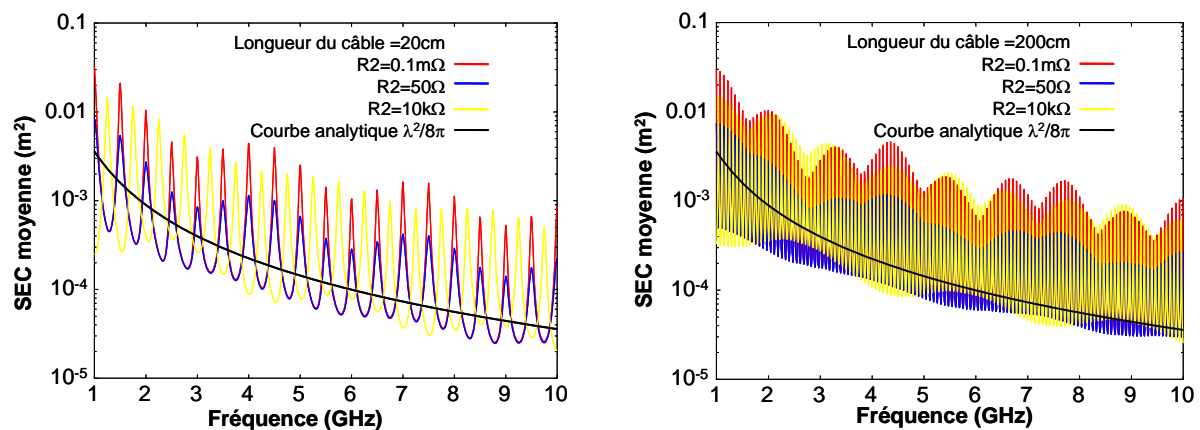 0.1
0.01
10-3
10-4
10-5
SEC moyenne (m²)
Longueur du câble =20cm
R2=0.1mΩ
R2=50Ω
R2=10kΩ
Courbe analytique λ²/8π
1 2 3 4 5 6 7 8 9 10
Fréquence (GHz)
0.1
0.01
10-3
10-4
10-5
SEC moyenne (m²)
Longueur du câble =200cm
R2=0.1mΩ
R2=50Ω
R2=10kΩ
Courbe analytique λ²/8π
1 2 3 4 5 6 7 8 9 10
Fréquence (GHz)